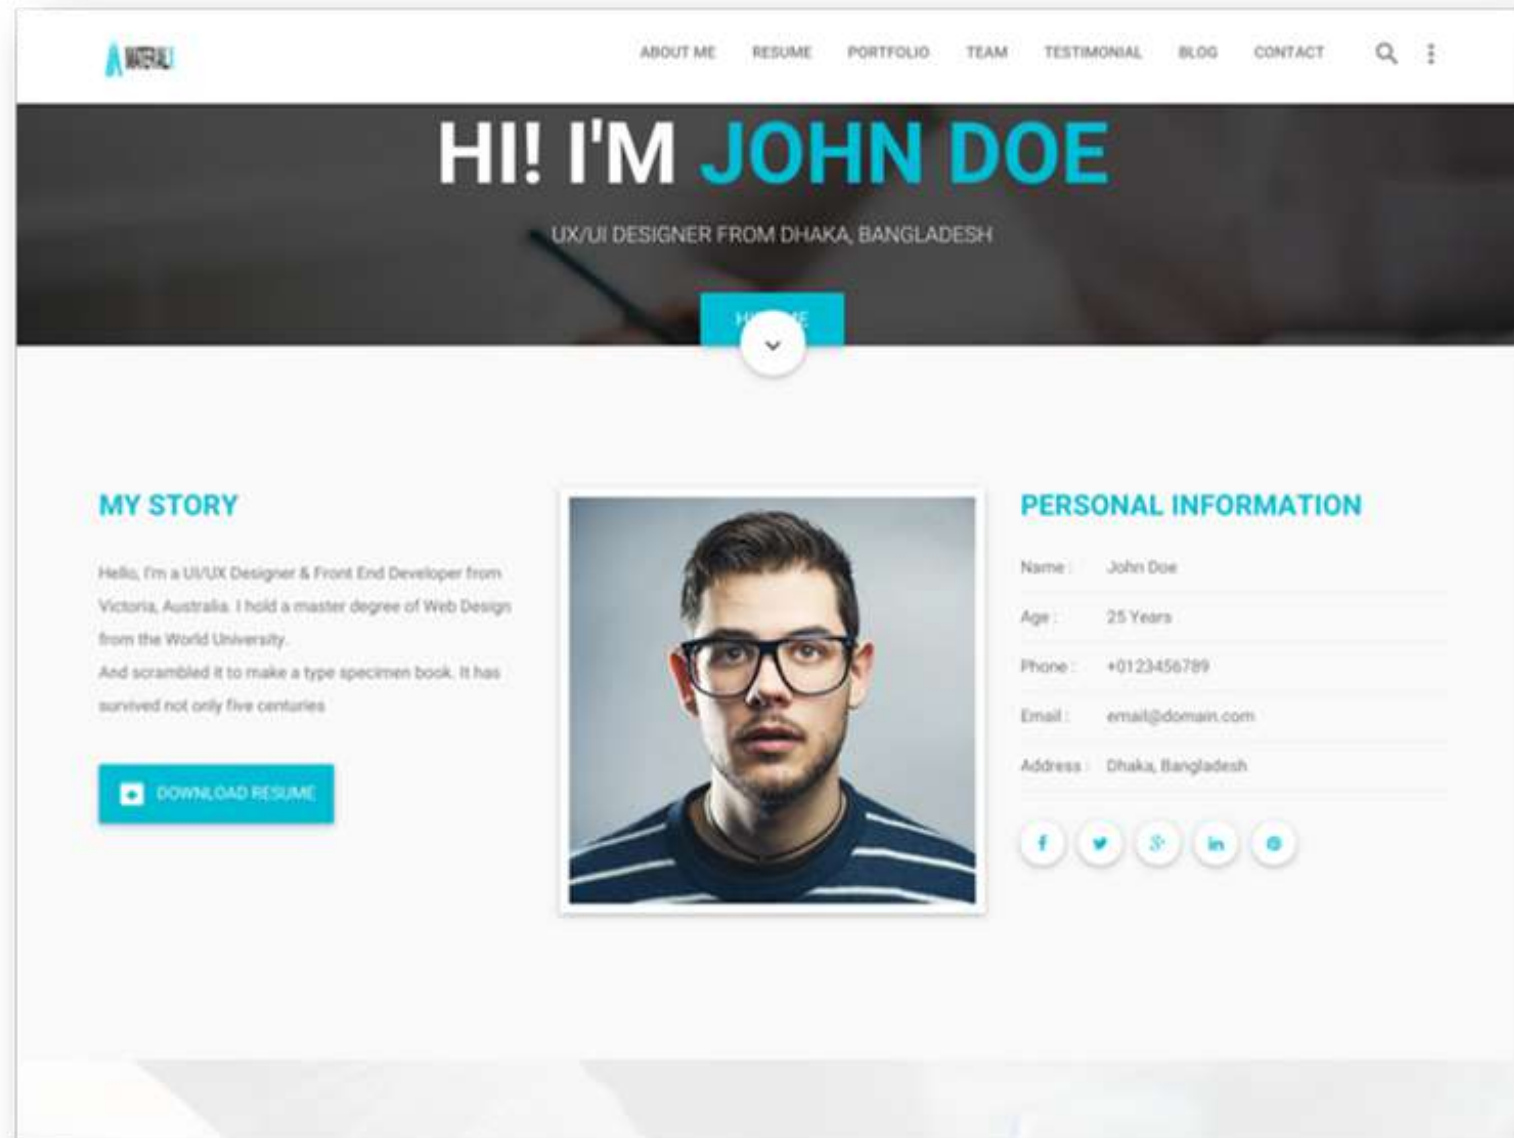 ABOUT ME RESUME PORTFOLIO TEAM TESTIMONIAL BLOG CONTACT
HI! I'M JOHN DOE
UX/UI DESIGNER FROM DHAKA, BANGLADESH
MY STORY
Hello, I'm a UI/UX Designer & Front End Developer from
Victoria, Australia. I hold a master degree of Web Design
from the World University.
And scrambled it to make a type specimen book. It has
survived not only five centuries
DOWNLOAD RESUME
PERSONAL INFORMATION
Name : John Doe
Age : 25 Years
Phone : +0123456789
Email : email@domain.com
Address : Dhaka, Bangladesh